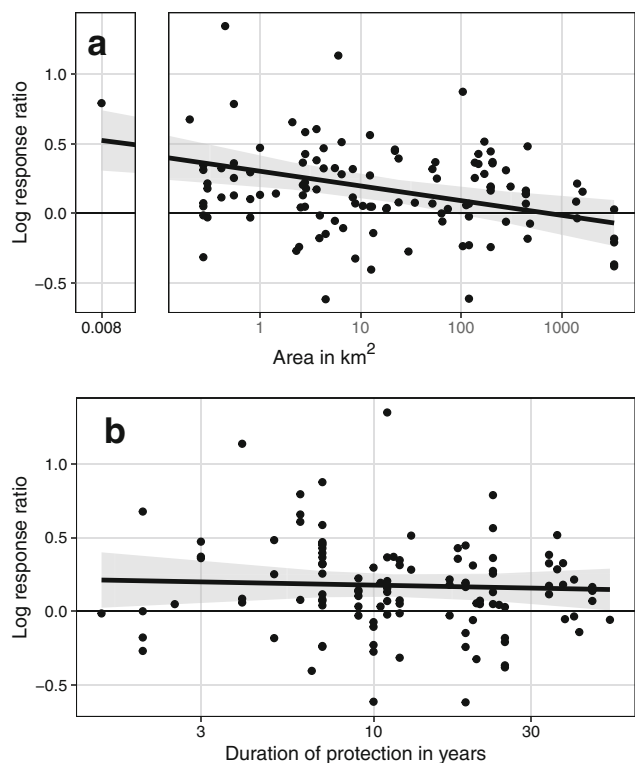 a
Log response ratio
1.0
0.5
0.0
−0.5
0.008
1
10
100
1000
Area in km²
b
Log response ratio
1.0
0.5
0.0
−0.5
3
10
30
Duration of protection in years